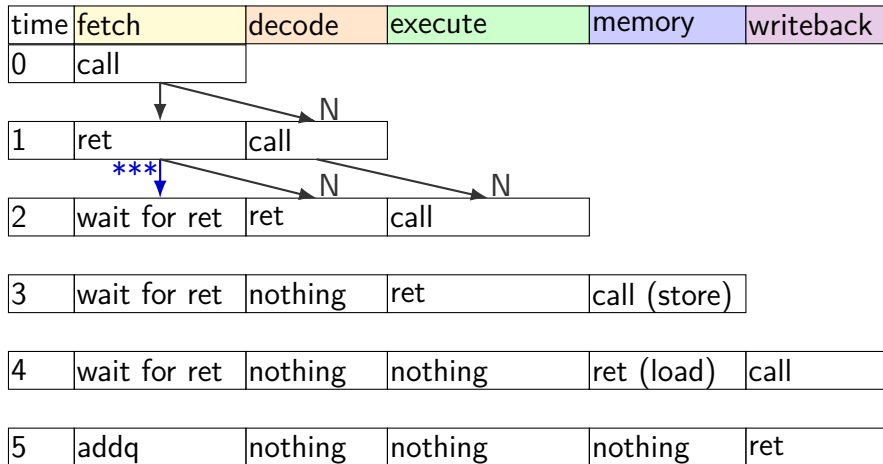 time fetch decode execute memory writeback
0 call
N
1 ret call
*** N N
2 wait for ret ret call
3 wait for ret nothing ret call (store)
4 wait for ret nothing nothing ret (load) call
5 addq nothing nothing nothing ret